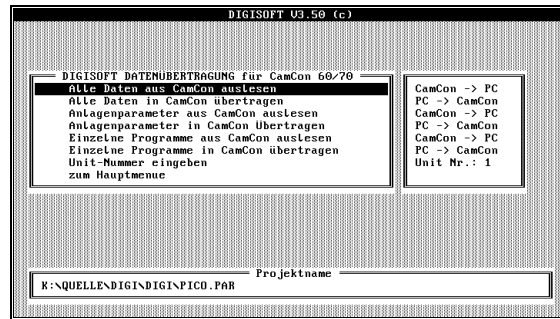 DIGISOFT V3.50 (c)
DIGISOFT DATENÜBERTRAGUNG für CamCon 60/70
Alle Daten aus CamCon auslesen CamCon -> PC
Alle Daten in CamCon übertragen PC -> CamCon
Anlagenparameter aus CamCon auslesen CamCon -> PC
Anlagenparameter in CamCon Übertragen PC -> CamCon
Einzelne Programme aus CamCon auslesen CamCon -> PC
Einzelne Programme in CamCon übertragen PC -> CamCon
Unit-Nummer eingeben Unit Nr.: 1
zum Hauptmenue
Projektname
K:\QUELLE\DIGI\DIGI\PICO.PAR